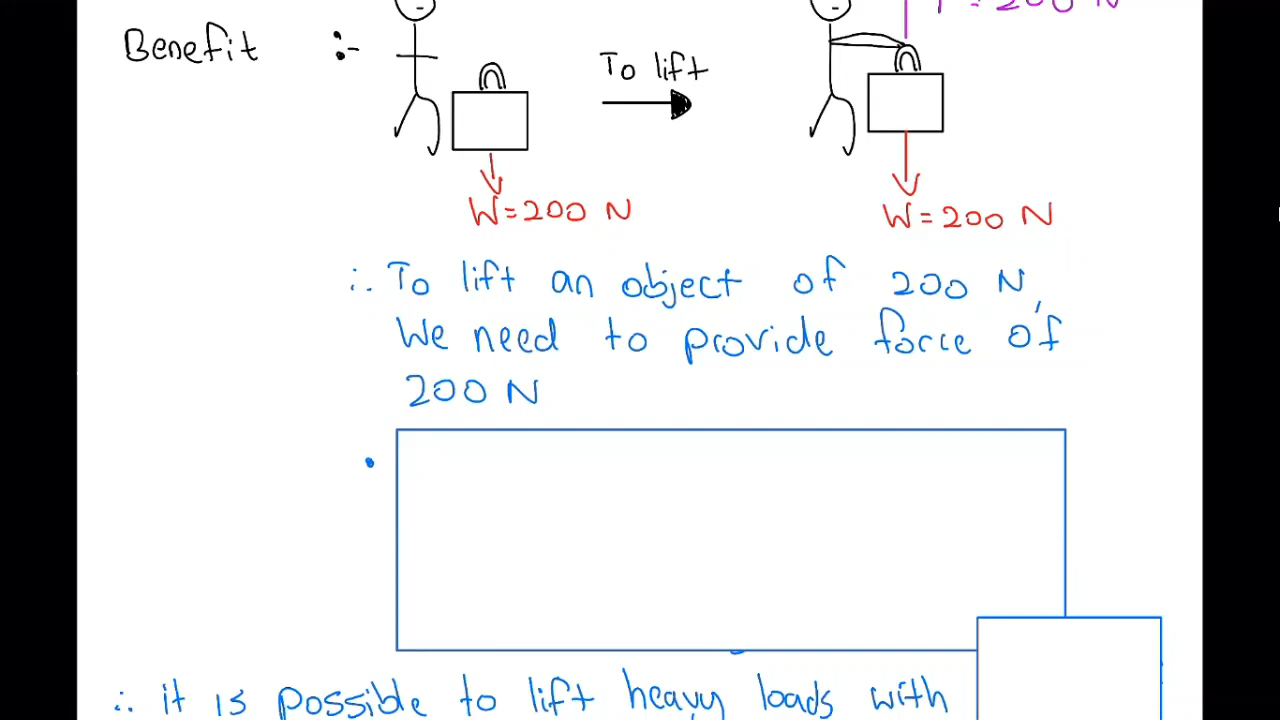 F = 200 N
Benefit :-
To lift
W = 200 N
W = 200 N
∴ To lift an object of 200 N,
We need to provide force of
200 N
•
∴ it is possible to lift heavy loads with